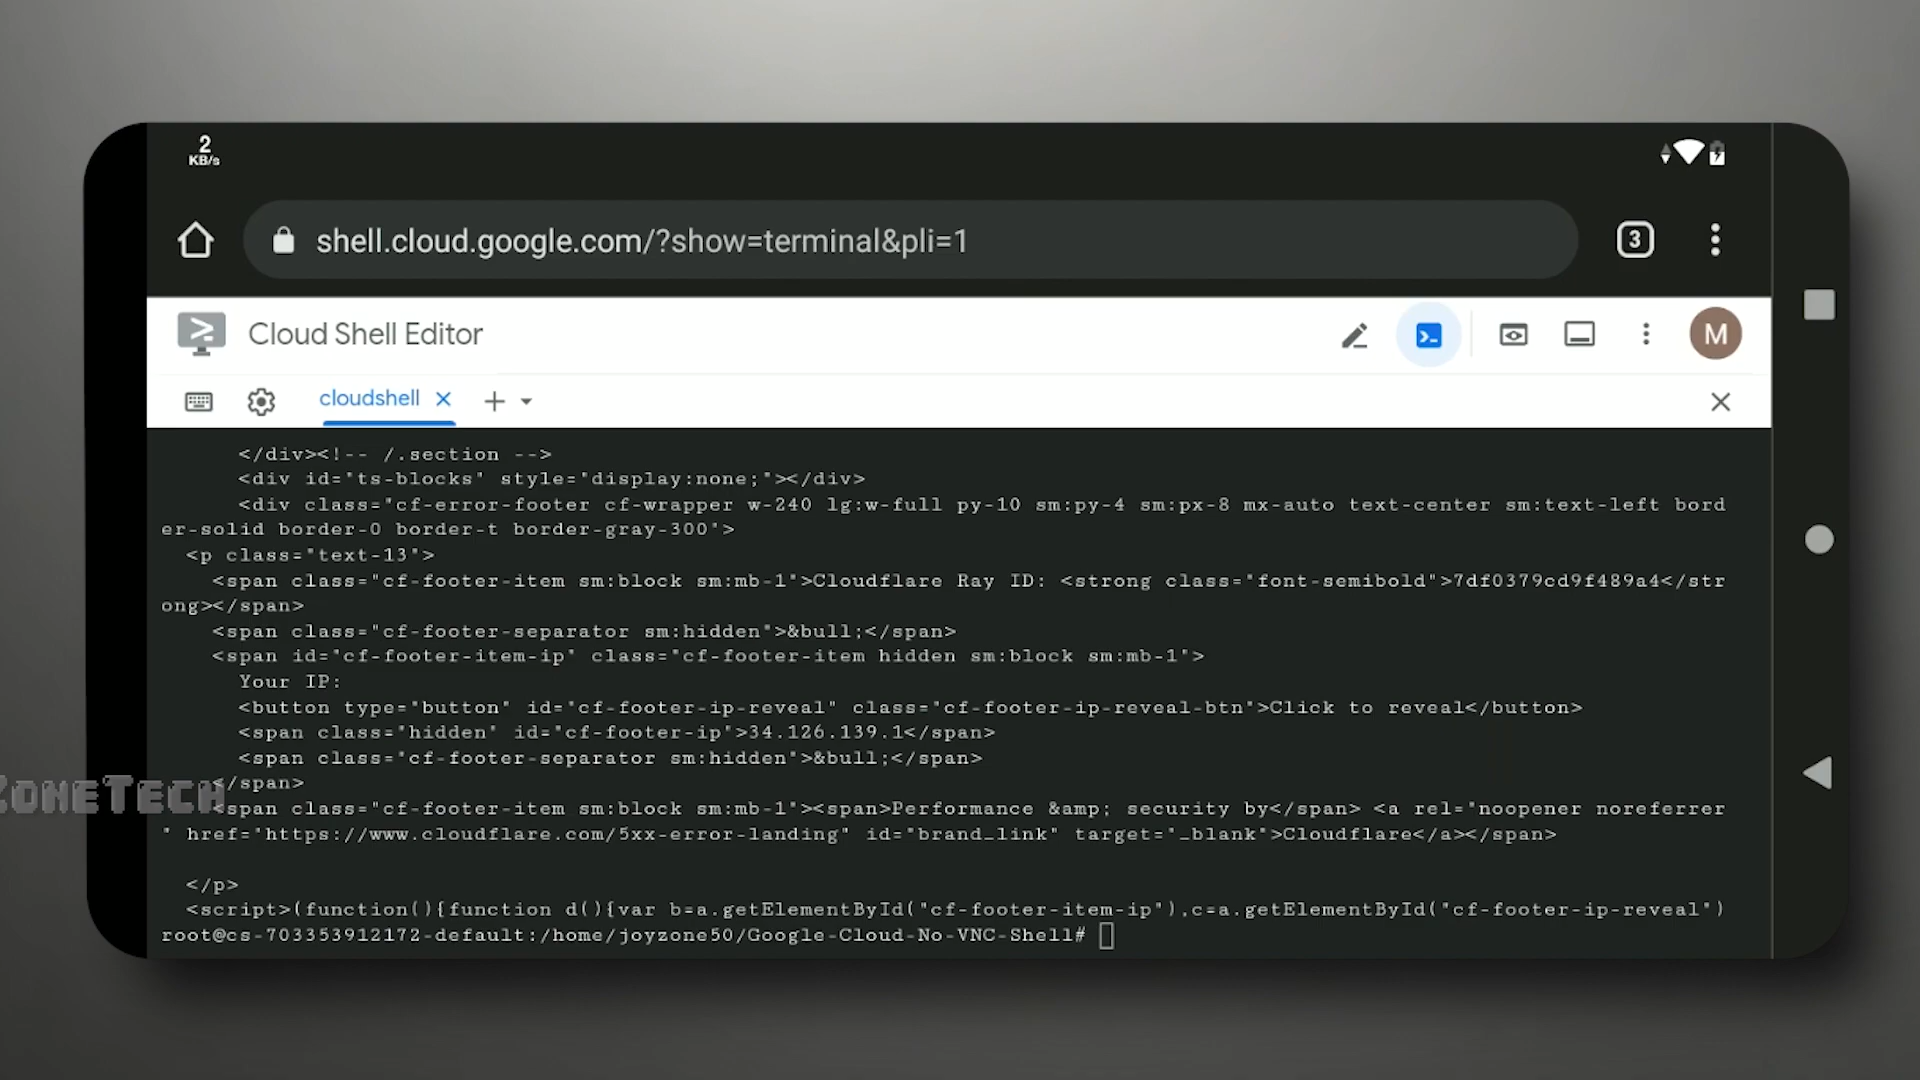 2
KB/s
shell.cloud.google.com/?show=terminal&pli=1
3
Cloud Shell Editor
M
cloudshell
</div><!-- /.section -->
<div id="ts-blocks" style="display:none;"></div>
<div class="cf-error-footer cf-wrapper w-240 lg:w-full py-10 sm:py-4 sm:px-8 mx-auto text-center sm:text-left bord
er-solid border-0 border-t border-gray-300">
<p class="text-13">
<span class="cf-footer-item sm:block sm:mb-1">Cloudflare Ray ID: <strong class="font-semibold">7df0379cd9f489a4</str
ong></span>
<span class="cf-footer-separator sm:hidden">&bull;</span>
<span id="cf-footer-item-ip" class="cf-footer-item hidden sm:block sm:mb-1">
Your IP:
<button type="button" id="cf-footer-ip-reveal" class="cf-footer-ip-reveal-btn">Click to reveal</button>
<span class="hidden" id="cf-footer-ip">34.126.139.1</span>
<span class="cf-footer-separator sm:hidden">&bull;</span>
</span>
ZONETECH
<span class="cf-footer-item sm:block sm:mb-1"><span>Performance &amp; security by</span> <a rel="noopener noreferrer
" href="https://www.cloudflare.com/5xx-error-landing" id="brand_link" target="_blank">Cloudflare</a></span>
</p>
<script>(function(){function d(){var b=a.getElementById("cf-footer-item-ip"),c=a.getElementById("cf-footer-ip-reveal")
root@cs-703353912172-default:/home/joyzone50/Google-Cloud-No-VNC-Shell#